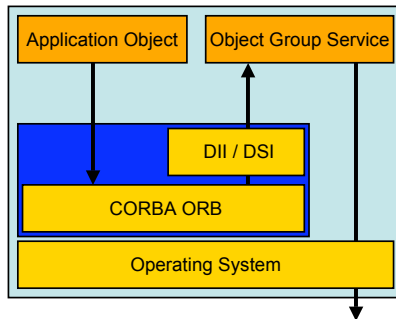 Application Object
Object Group Service
DII / DSI
CORBA ORB
Operating System